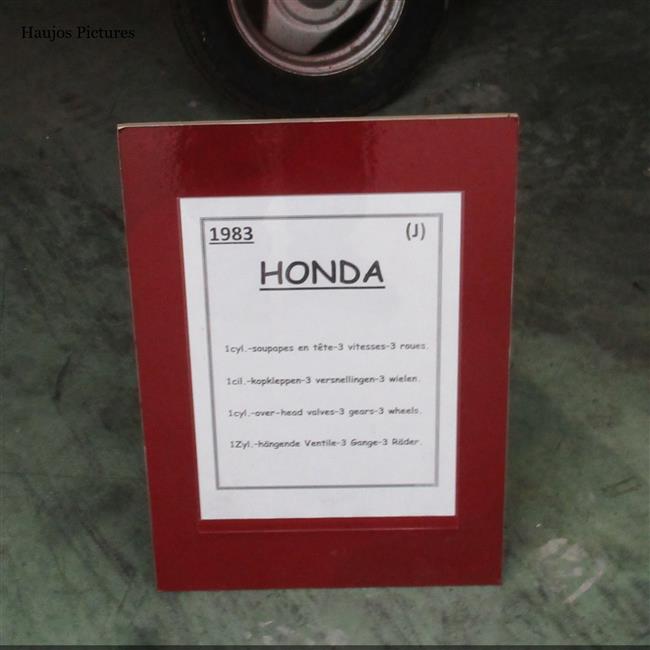 Haujos Pictures
1983 (J)
HONDA
1cyl.-soupapes en tête-3 vitesses-3 roues.
1cil.-kopkleppen-3 versnellingen-3 wielen.
1cyl.-over-head valves-3 gears-3 wheels.
1Zyl.-hängende Ventile-3 Gange-3 Räder.